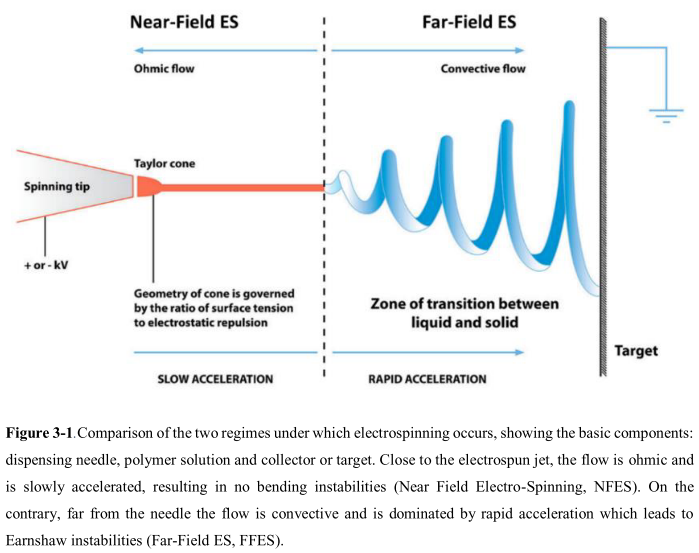 Near-Field ES
Far-Field ES
Ohmic flow
Convective flow
Taylor cone
Spinning tip
+ or - kV
Geometry of cone is governed
by the ratio of surface tension
to electrostatic repulsion
Zone of transition between
liquid and solid
Target
SLOW ACCELERATION
RAPID ACCELERATION
Figure 3-1.Comparison of the two regimes under which electrospinning occurs, showing the basic components:
dispensing needle, polymer solution and collector or target. Close to the electrospun jet, the flow is ohmic and
is slowly accelerated, resulting in no bending instabilities (Near Field Electro-Spinning, NFES). On the
contrary, far from the needle the flow is convective and is dominated by rapid acceleration which leads to
Earnshaw instabilities (Far-Field ES, FFES).